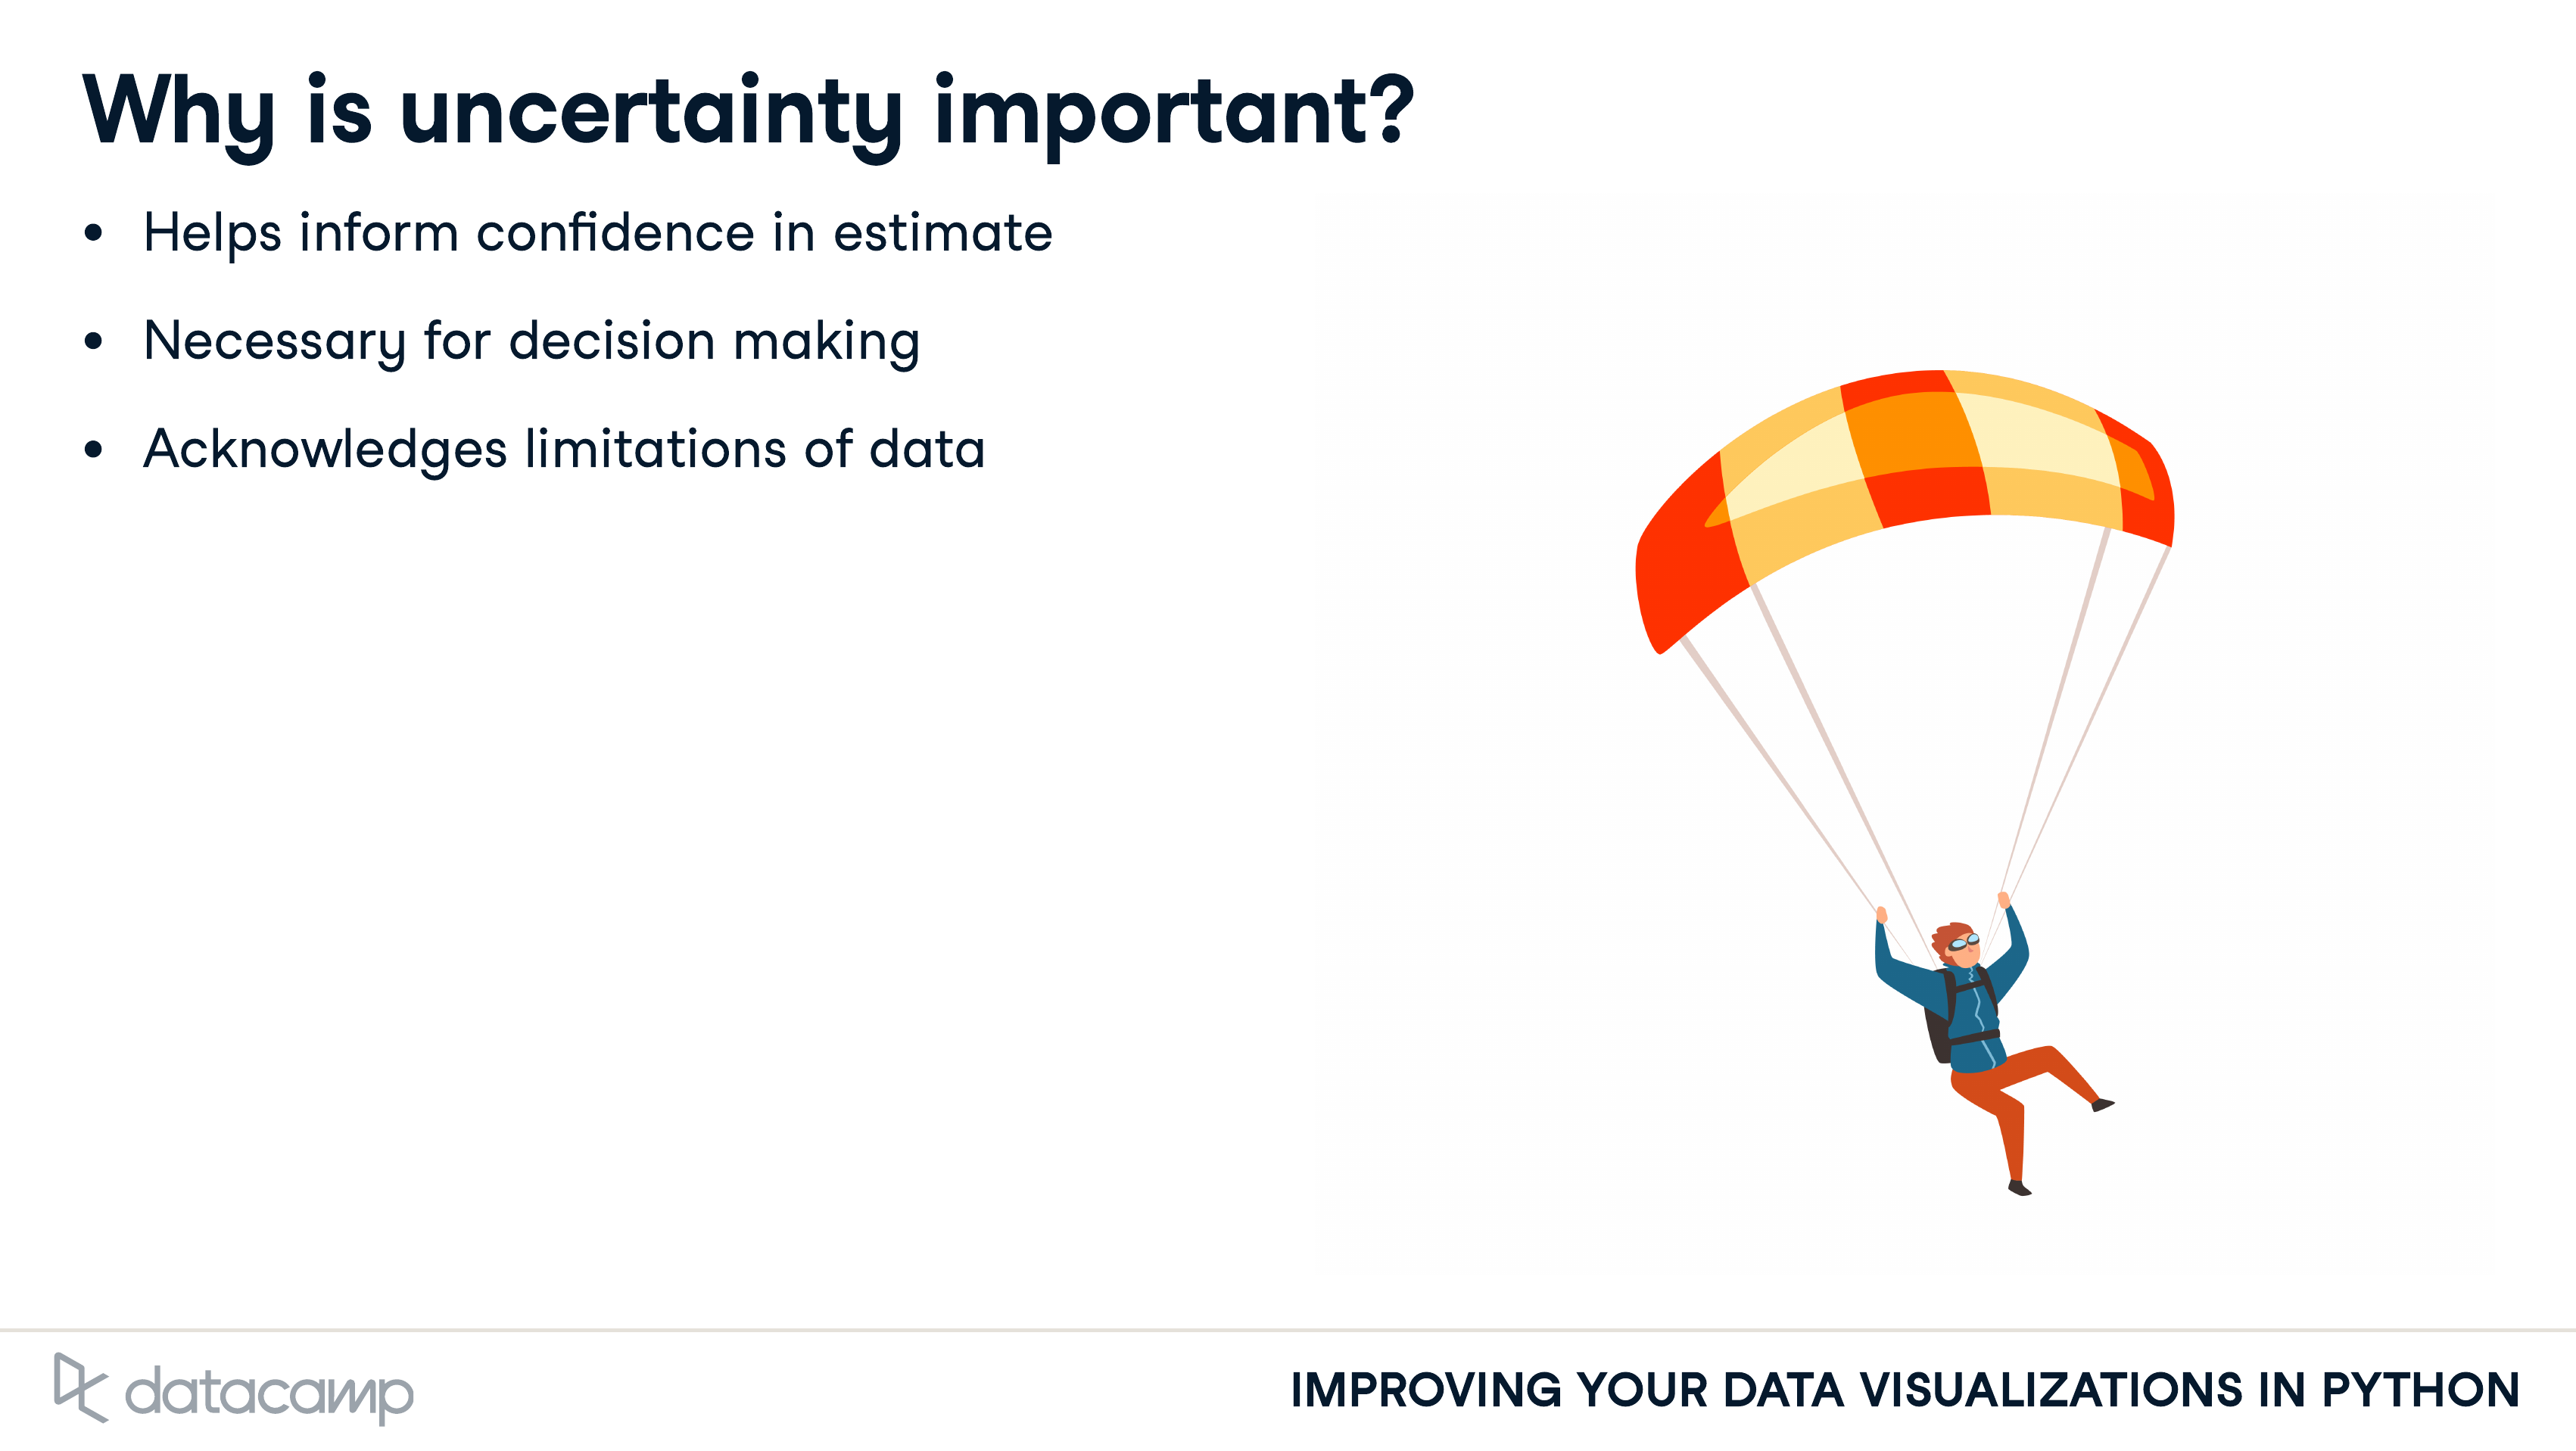 Why is uncertainty important?
• Helps inform confidence in estimate
• Necessary for decision making
• Acknowledges limitations of data
datacamp
IMPROVING YOUR DATA VISUALIZATIONS IN PYTHON